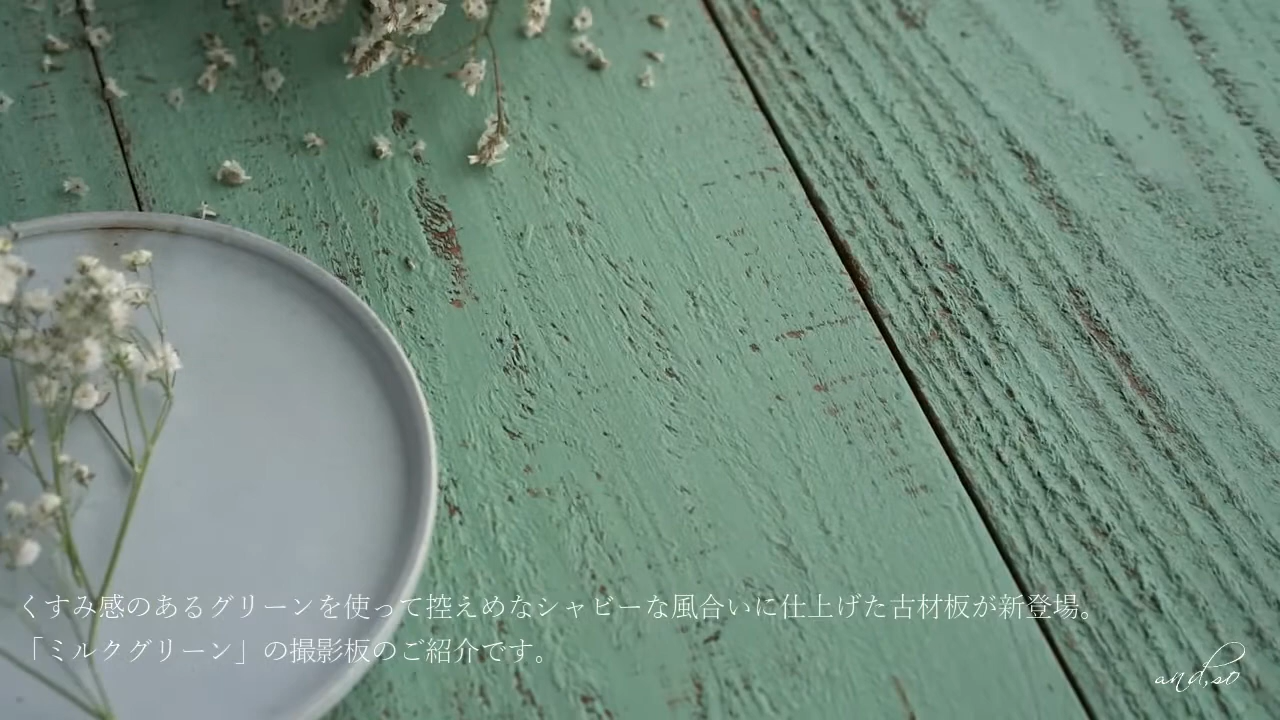 くすみ感のあるグリーンを使って控えめなシャビーな風合いに仕上げた古材板が新登場。
「ミルクグリーン」の撮影板のご紹介です。
and,so